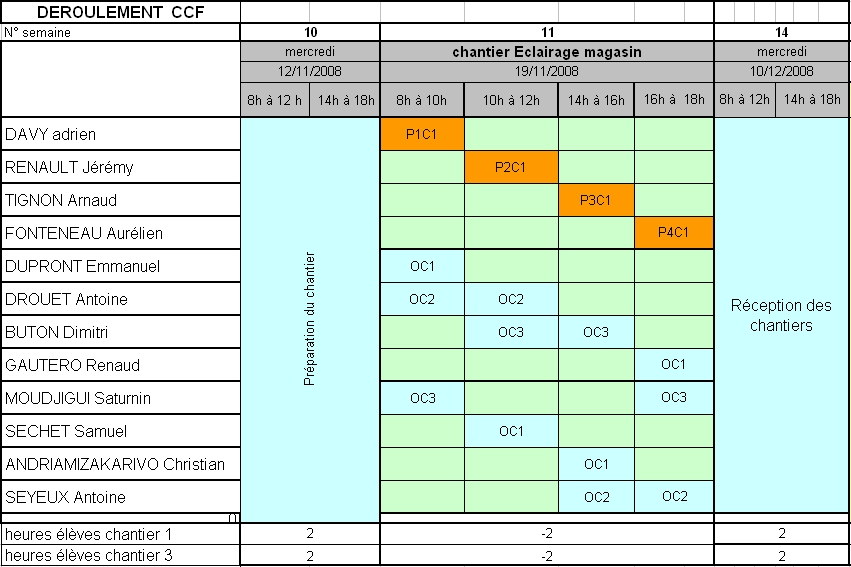 DEROULEMENT CCF
N° semaine 10 11 14
mercredi chantier Eclairage magasin mercredi
12/11/2008 19/11/2008 10/12/2008
8h à 12 h 14h à 18h 8h à 10h 10h à 12h 14h à 16h 16h à 18h 8h à 12h 14h à 18h
DAVY adrien P1C1
RENAULT Jérémy P2C1
TIGNON Arnaud P3C1
FONTENEAU Aurélien P4C1
DUPRONT Emmanuel OC1
DROUET Antoine OC2 OC2
BUTON Dimitri OC3 OC3
GAUTERO Renaud OC1
MOUDJIGUI Saturnin OC3 OC3
SECHET Samuel OC1
ANDRIAMIZAKARIVO Christian OC1
SEYEUX Antoine OC2 OC2
Préparation du chantier
Réception des
chantiers
heures élèves chantier 1 2 -2 2
heures élèves chantier 3 2 -2 2